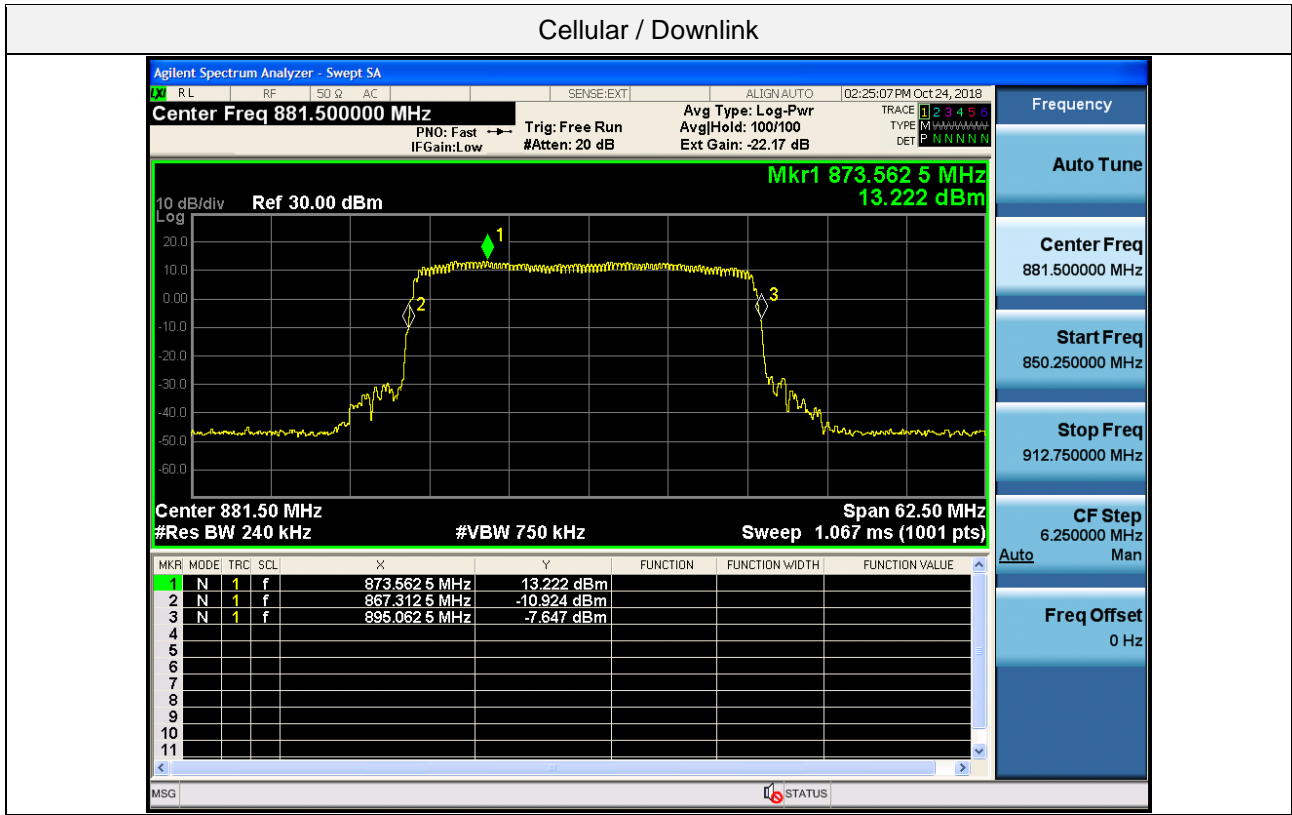 Cellular / Downlink
Agilent Spectrum Analyzer - Swept SA
LXI RL RF 50 Ω AC SENSE:EXT ALIGN AUTO 02:25:07 PM Oct 24, 2018
Center Freq 881.500000 MHz
PNO: Fast
IFGain:Low
Trig: Free Run
#Atten: 20 dB
Avg Type: Log-Pwr
Avg|Hold: 100/100
Ext Gain: -22.17 dB
TRACE 1 2 3 4 5 6
TYPE M WWWWW
DET P N N N N N
Frequency
Auto Tune
Center Freq
881.500000 MHz
Start Freq
850.250000 MHz
Stop Freq
912.750000 MHz
CF Step
6.250000 MHz
Auto Man
Freq Offset
0 Hz
Mkr1 873.562 5 MHz
13.222 dBm
10 dB/div Ref 30.00 dBm
Log
20.0
10.0
0.00
-10.0
-20.0
-30.0
-40.0
-50.0
-60.0
1
2
3
Center 881.50 MHz Span 62.50 MHz
#Res BW 240 kHz #VBW 750 kHz Sweep 1.067 ms (1001 pts)
MKR MODE TRC SCL X Y FUNCTION FUNCTION WIDTH FUNCTION VALUE
1 N 1 f 873.562 5 MHz 13.222 dBm
2 N 1 f 867.312 5 MHz -10.924 dBm
3 N 1 f 895.062 5 MHz -7.647 dBm
4
5
6
7
8
9
10
11
MSG STATUS